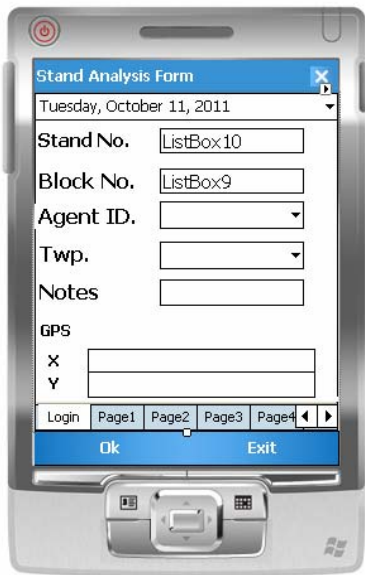 Stand Analysis Form
Tuesday, October 11, 2011
Stand No. ListBox10
Block No. ListBox9
Agent ID.
Twp.
Notes
GPS
X
Y
Login Page1 Page2 Page3 Page4
Ok Exit